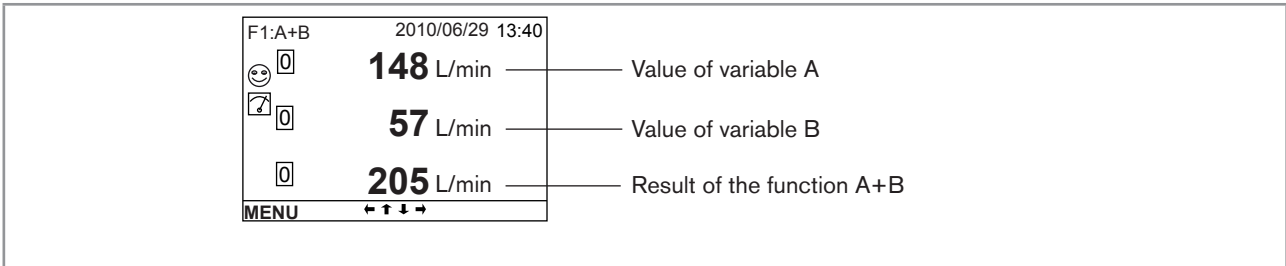 F1:A+B 2010/06/29 13:40
0 148 L/min Value of variable A
0 57 L/min Value of variable B
0 205 L/min Result of the function A+B
MENU ← ↑ ↓ →